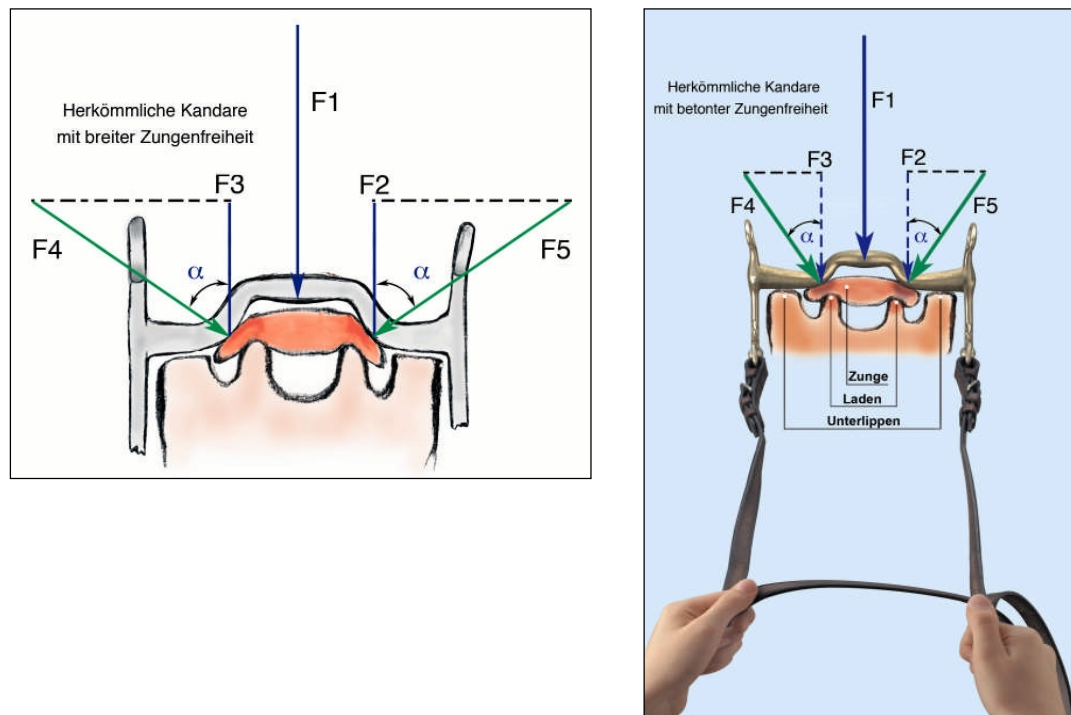 F1
Herkömmliche Kandare
mit breiter Zungenfreiheit
F3
F2
F4
F5
α
α
Herkömmliche Kandare
mit betonter Zungenfreiheit
F1
F3
F2
F4
F5
α
α
Zunge
Laden
Unterlippen